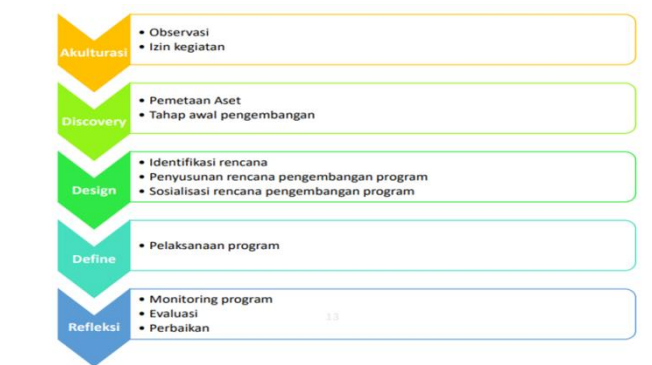 Akulturasi
• Observasi
• Izin kegiatan
Discovery
• Pemetaan Aset
• Tahap awal pengembangan
Design
• Identifikasi rencana
• Penyusunan rencana pengembangan program
• Sosialisasi rencana pengembangan program
Define
• Pelaksanaan program
Refleksi
• Monitoring program
• Evaluasi
• Perbaikan
13